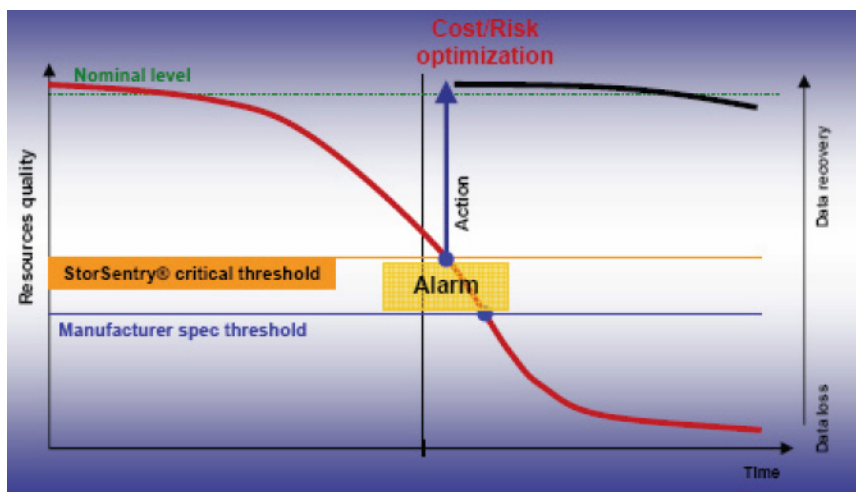 Cost/Risk
optimization
Nominal level
Resources quality
Action
Data recovery
StorSentry® critical threshold
Alarm
Manufacturer spec threshold
Data loss
Time